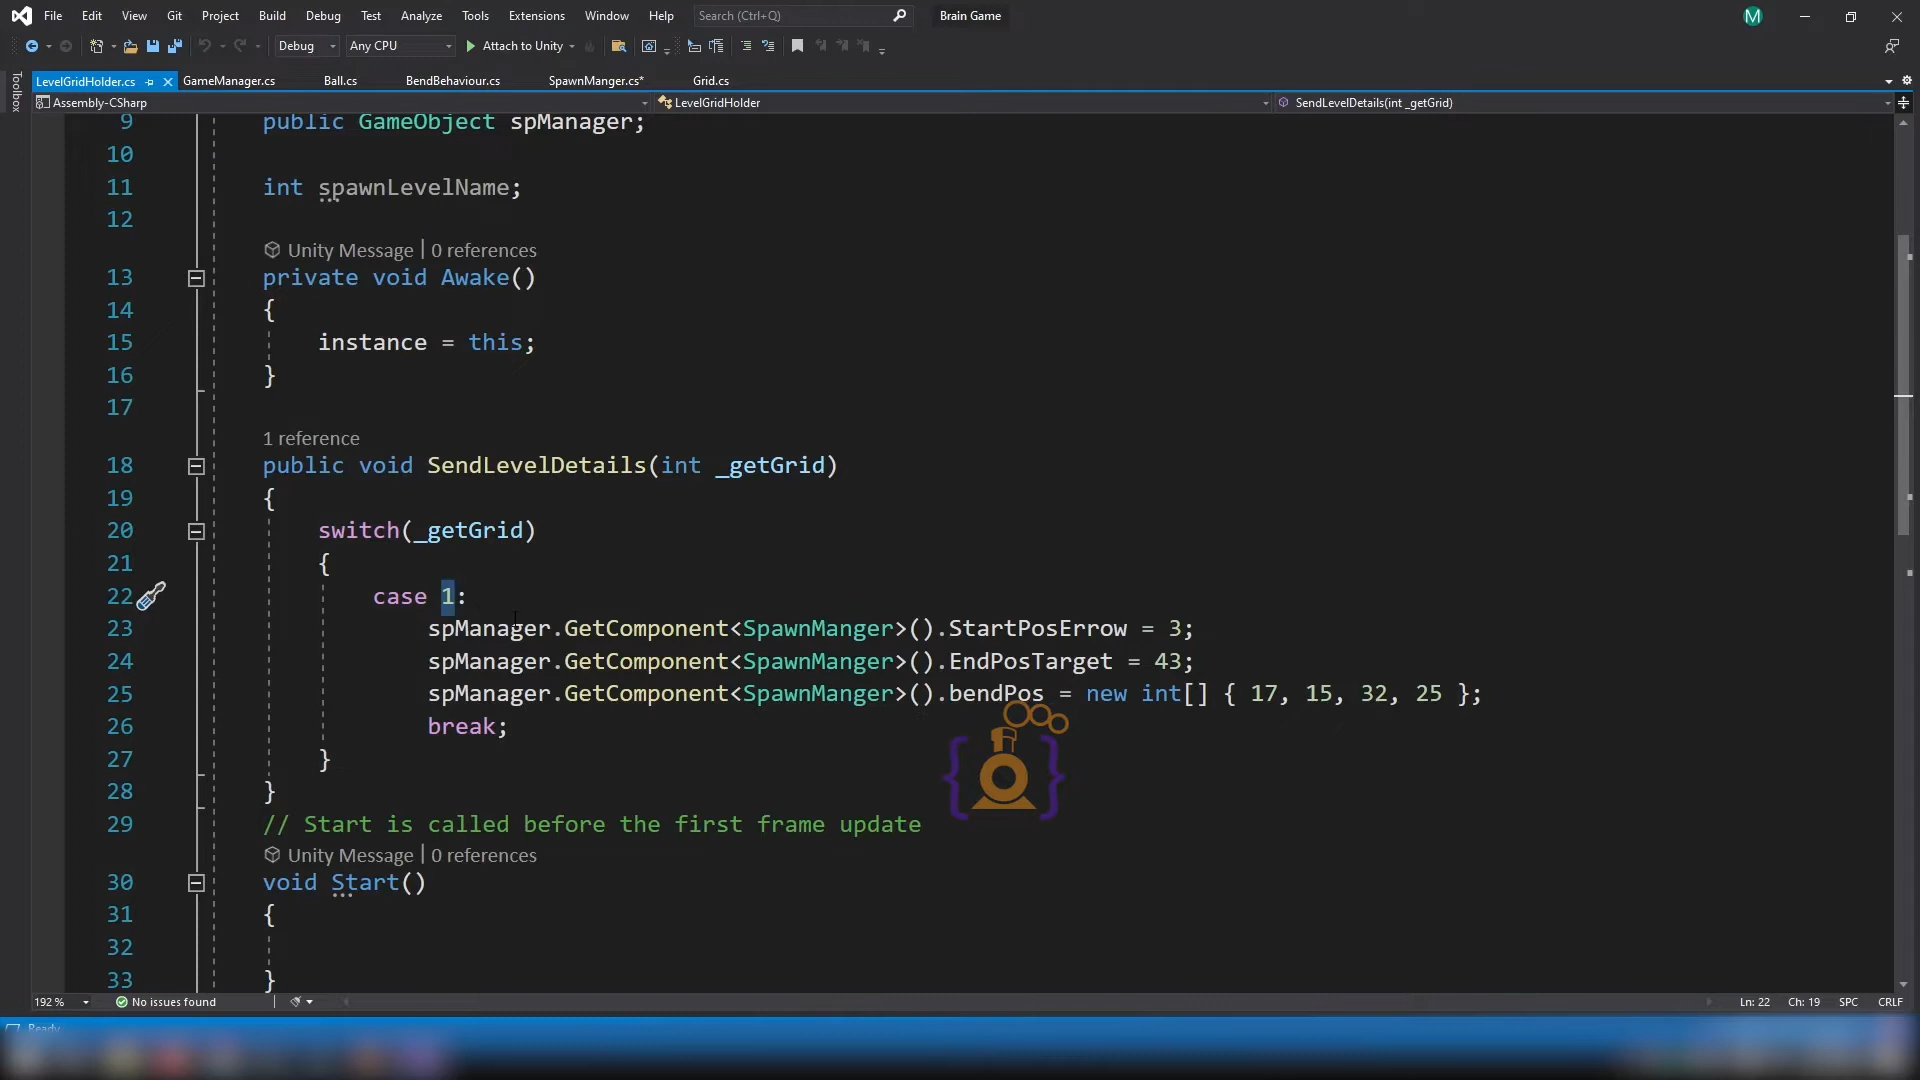 File Edit View Git Project Build Debug Test Analyze Tools Extensions Window Help Search (Ctrl+Q) Brain Game M
Debug Any CPU Attach to Unity
Toolbox
LevelGridHolder.cs GameManager.cs Ball.cs BendBehaviour.cs SpawnManger.cs* Grid.cs
Assembly-CSharp LevelGridHolder SendLevelDetails(int _getGrid)
9 public GameObject spManager;
10
11 int spawnLevelName;
12
Unity Message | 0 references
13 private void Awake()
14 {
15 instance = this;
16 }
17
1 reference
18 public void SendLevelDetails(int _getGrid)
19 {
20 switch(_getGrid)
21 {
22 case 1:
23 spManager.GetComponent<SpawnManger>().StartPosErrow = 3;
24 spManager.GetComponent<SpawnManger>().EndPosTarget = 43;
25 spManager.GetComponent<SpawnManger>().bendPos = new int[] { 17, 15, 32, 25 };
26 break;
27 }
28 }
29 // Start is called before the first frame update
Unity Message | 0 references
30 void Start()
31 {
32
33 }
192 % No issues found Ln: 22 Ch: 19 SPC CRLF
Ready